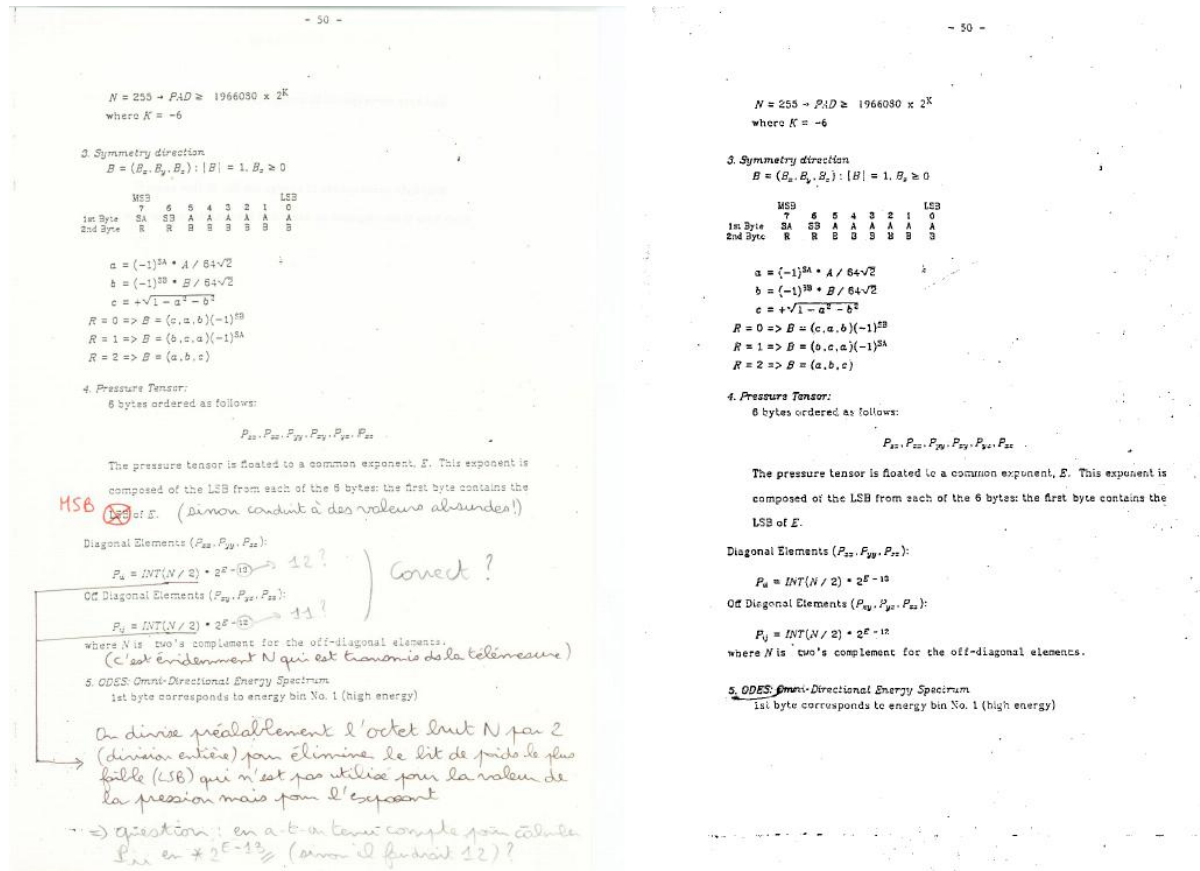 - 50 -
N = 255 → PAD ≥ 1966080 x 2^K
where K = -6
3. Symmetry direction
B = (B_x, B_y, B_z) : |B| = 1, B_z ≥ 0
MSB LSB
7 6 5 4 3 2 1 0
1st Byte SA SB A A A A A A
2nd Byte R R B B B B B B
a = (-1)^SA * A / 64√2
b = (-1)^SB * B / 64√2
c = +√1 - a² - b²
R = 0 => B = (c,a,b)(-1)^SB
R = 1 => B = (b,c,a)(-1)^SA
R = 2 => B = (a,b,c)
4. Pressure Tensor:
6 bytes ordered as follows:
The pressure tensor is floated to a common exponent, E. This exponent is
composed of the LSB from each of the 6 bytes: the first byte contains the
MSB LSB of E. (sinon conduit à des valeurs absurdes!)
Diagonal Elements (P_xx, P_yy, P_zz):
P_ii = INT(N / 2) * 2^E-13 → 12 ?
Correct ?
Off Diagonal Elements (P_xy, P_yz, P_xz):
P_ij = INT(N / 2) * 2^E-12 → 11 ?
where N is two's complement for the off-diagonal elements.
(c'est évidemment N qui est transmis ds la télémesure)
5. ODES: Omni-Directional Energy Spectrum
1st byte corresponds to energy bin No. 1 (high energy)
On divise préalablement l'octet brut N par 2
(division entière) pour éliminer le bit de poids le plus
faible (LSB) qui n'est pas utilisé pour la valeur de
la pression mais pour l'exposant
=> question : en a-t-on tenu compte pour calculer
P_ii en * 2^E-13 (sinon il faudrait 12) ?
- 50 -
N = 255 → PAD ≥ 1966080 x 2^K
where K = -6
3. Symmetry direction
B = (B_x, B_y, B_z) : |B| = 1, B_z ≥ 0
MSB LSB
7 6 5 4 3 2 1 0
1st Byte SA SB A A A A A A
2nd Byte R R B B B B B B
a = (-1)^SA * A / 64√2
b = (-1)^SB * B / 64√2
c = +√1 - a² - b²
R = 0 => B = (c,a,b)(-1)^SB
R = 1 => B = (b,c,a)(-1)^SA
R = 2 => B = (a,b,c)
4. Pressure Tensor:
6 bytes ordered as follows:
The pressure tensor is floated to a common exponent, E. This exponent is
composed of the LSB from each of the 6 bytes: the first byte contains the
LSB of E.
Diagonal Elements (P_xx, P_yy, P_zz):
P_ii = INT(N / 2) * 2^E-13
Off Diagonal Elements (P_xy, P_yz, P_xz):
P_ij = INT(N / 2) * 2^E-12
where N is two's complement for the off-diagonal elements.
5. ODES: Omni-Directional Energy Spectrum
1st byte corresponds to energy bin No. 1 (high energy)